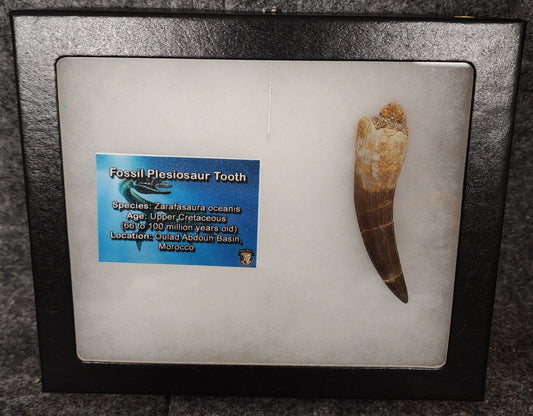 Fossil Plesiosaur Tooth
Species: Zarafasaura oceanis
Age: Upper Cretaceous
(66 to 100 million years old)
Location: Oulad Abdoun Basin,
Morocco